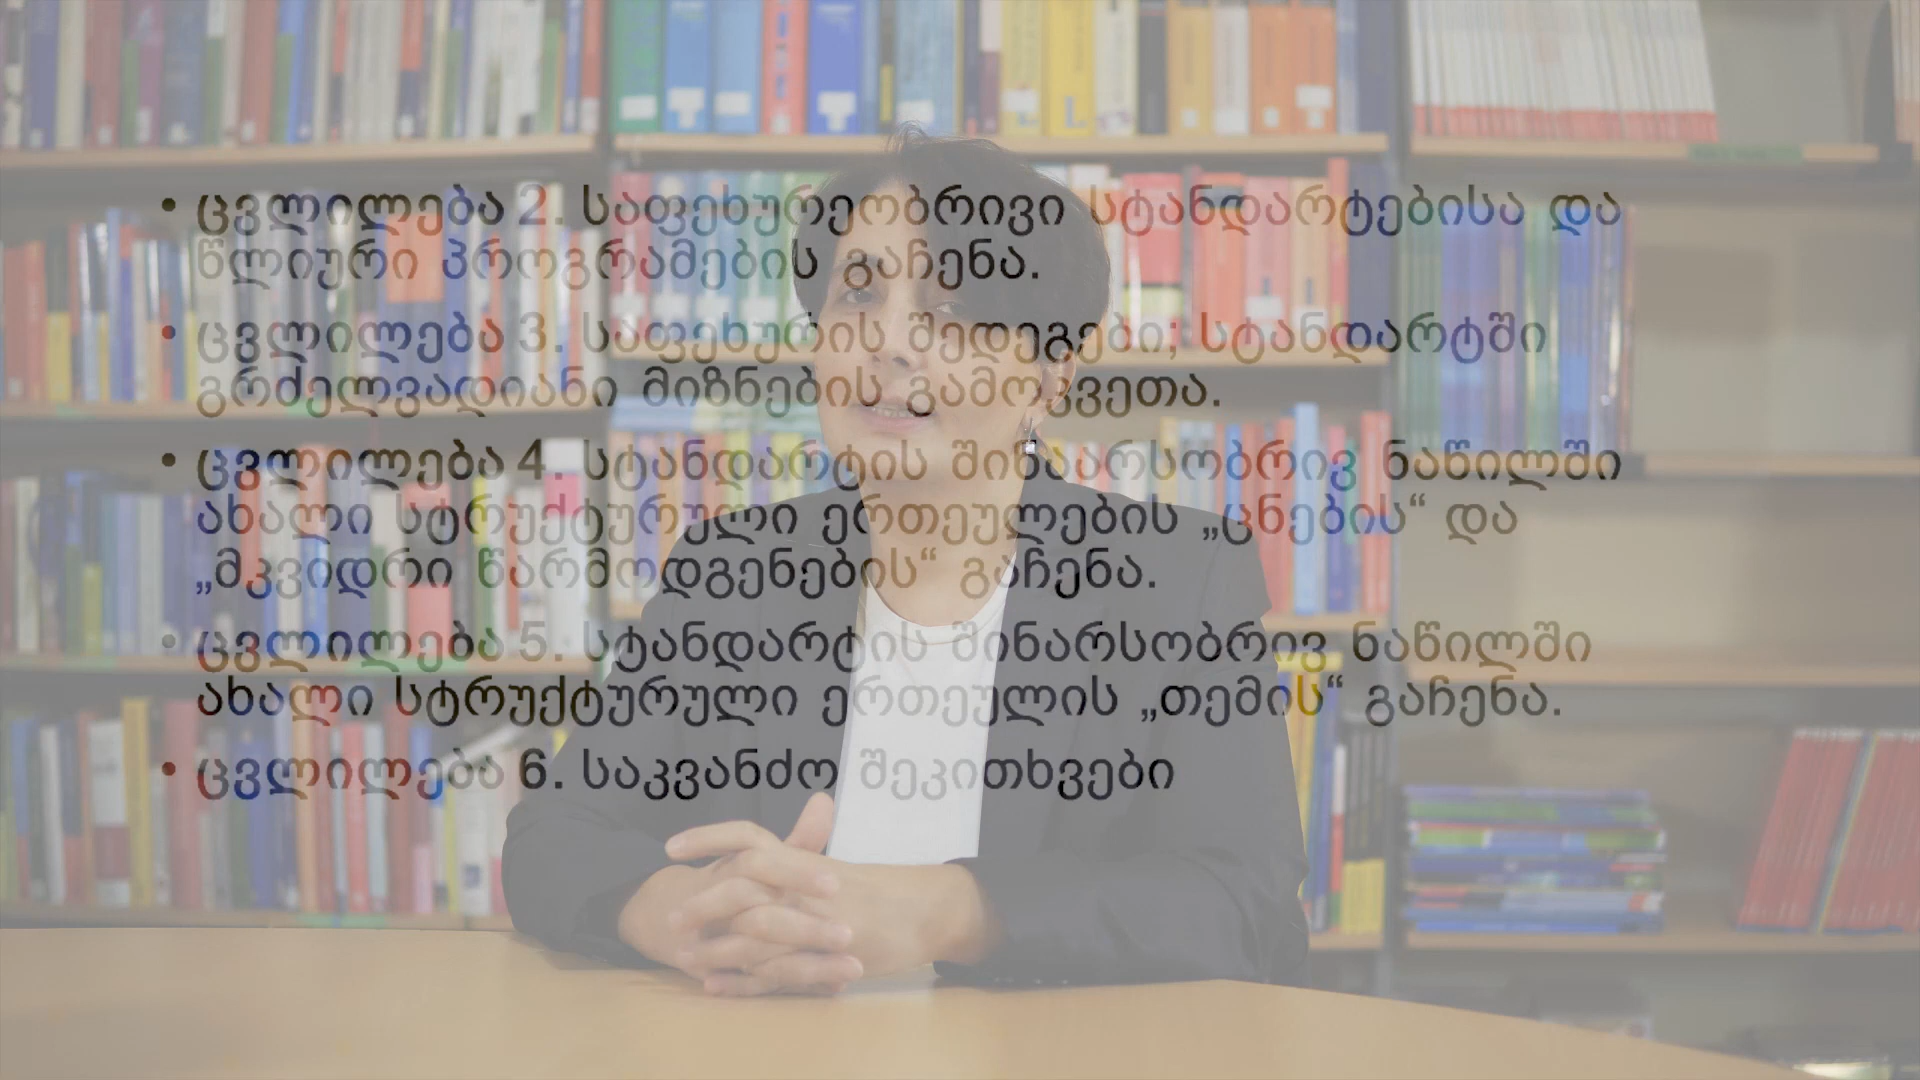 • ცვლილება 2. საფეხურეობრივი სტანდარტებისა და
წლიური პროგრამების გაჩენა.
• ცვლილება 3. საფეხურის შედეგები; სტანდარტში
გრძელვადიანი მიზნების გამოკვეთა.
• ცვლილება 4. სტანდარტის შინაარსობრივ ნაწილში
ახალი სტრუქტურული ერთეულების „ცნების“ და
„მკვიდრი წარმოდგენების“ გაჩენა.
• ცვლილება 5. სტანდარტის შინარსობრივ ნაწილში
ახალი სტრუქტურული ერთეულის „თემის“ გაჩენა.
• ცვლილება 6. საკვანძო შეკითხვები